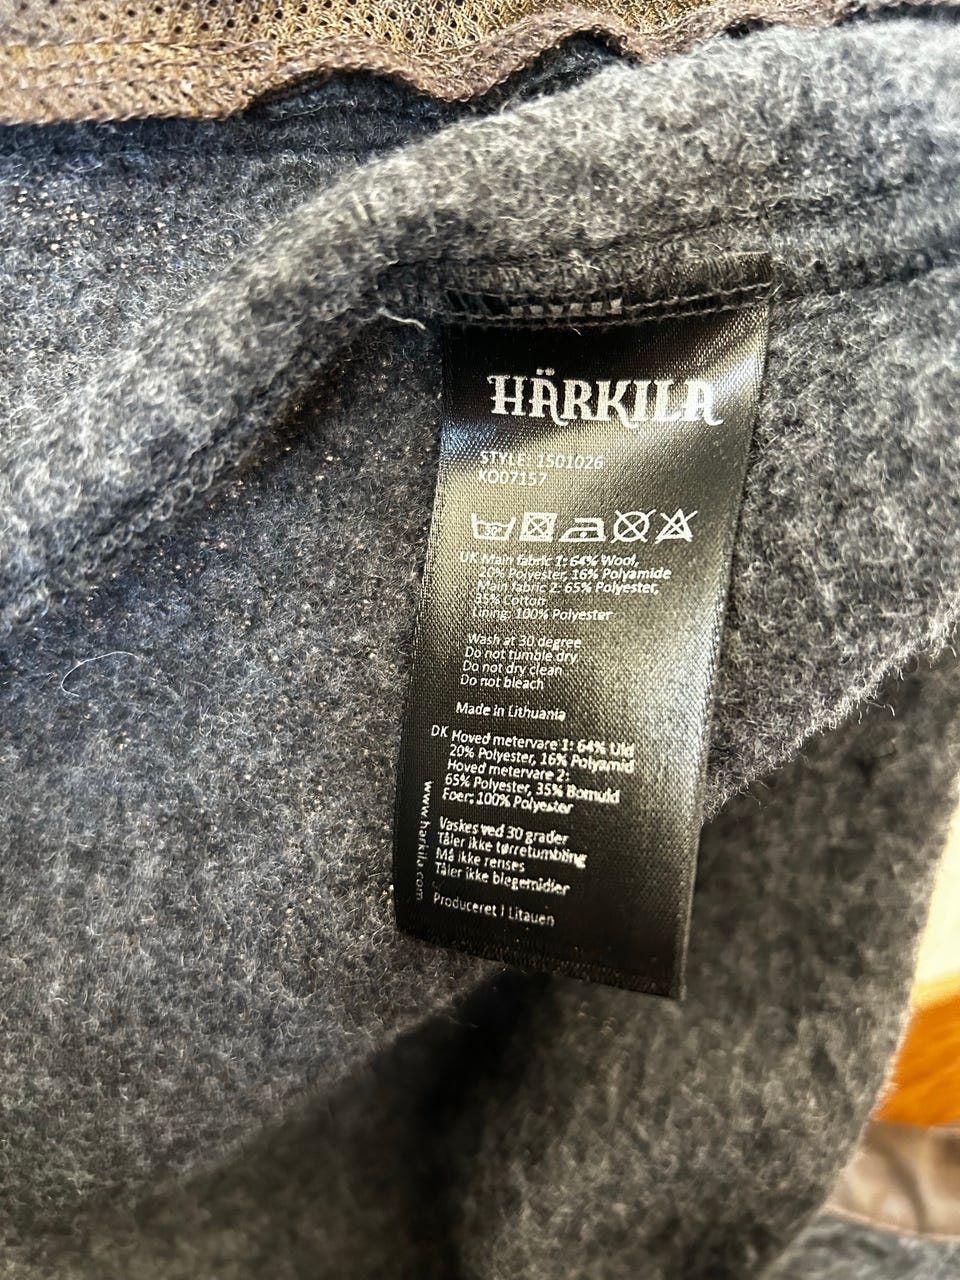 HÄRKILA
STYLE 1501026
XO07157
30
UK Main fabric 1: 64% Wool,
20% Polyester, 16% Polyamide
Main fabric 2: 65% Polyester,
35% Cotton
Lining: 100% Polyester
Wash at 30 degree
Do not tumble dry
Do not dry clean
Do not bleach
Made in Lithuania
DK Hoved metervare 1: 64% Uld
20% Polyester, 16% Polyamid
Hoved metervare 2:
65% Polyester, 35% Bomuld
Foer: 100% Polyester
Vaskes ved 30 grader
Tåler ikke tørretumbling
Må ikke renses
Tåler ikke blegemidler
Produceret i Litauen
www.harkila.com